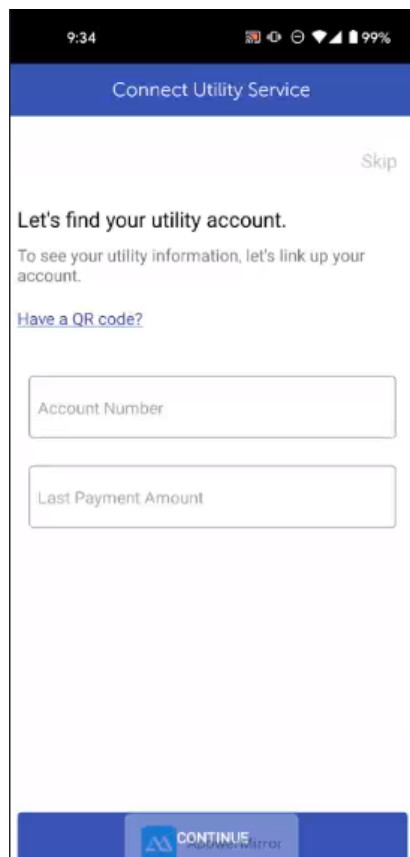 9:34
99%
Connect Utility Service
Skip
Let's find your utility account.
To see your utility information, let's link up your
account.
Have a QR code?
Account Number
Last Payment Amount
CONTINUE
ApowerMirror